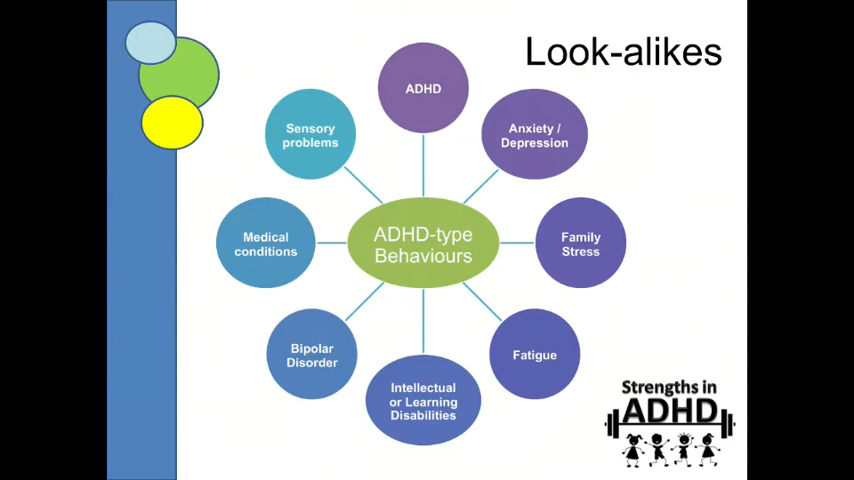 Look-alikes
ADHD
Anxiety /
Depression
Family
Stress
Fatigue
Intellectual
or Learning
Disabilities
Bipolar
Disorder
Medical
conditions
Sensory
problems
ADHD-type
Behaviours
Strengths in
ADHD